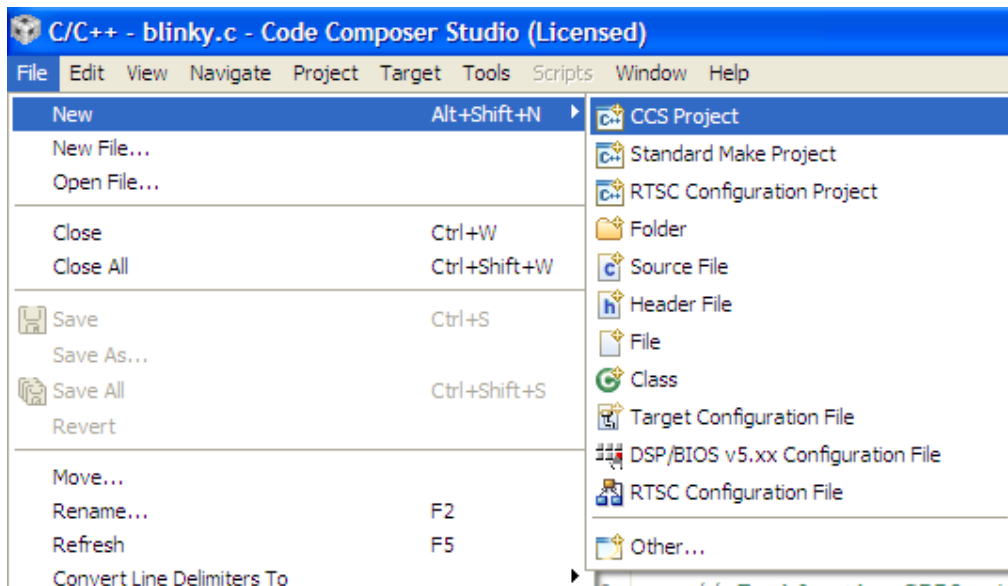 C/C++ - blinky.c - Code Composer Studio (Licensed)
File Edit View Navigate Project Target Tools Scripts Window Help
New Alt+Shift+N
New File...
Open File...
Close Ctrl+W
Close All Ctrl+Shift+W
Save Ctrl+S
Save As...
Save All Ctrl+Shift+S
Revert
Move...
Rename... F2
Refresh F5
Convert Line Delimiters To
CCS Project
Standard Make Project
RTSC Configuration Project
Folder
Source File
Header File
File
Class
Target Configuration File
DSP/BIOS v5.xx Configuration File
RTSC Configuration File
Other...